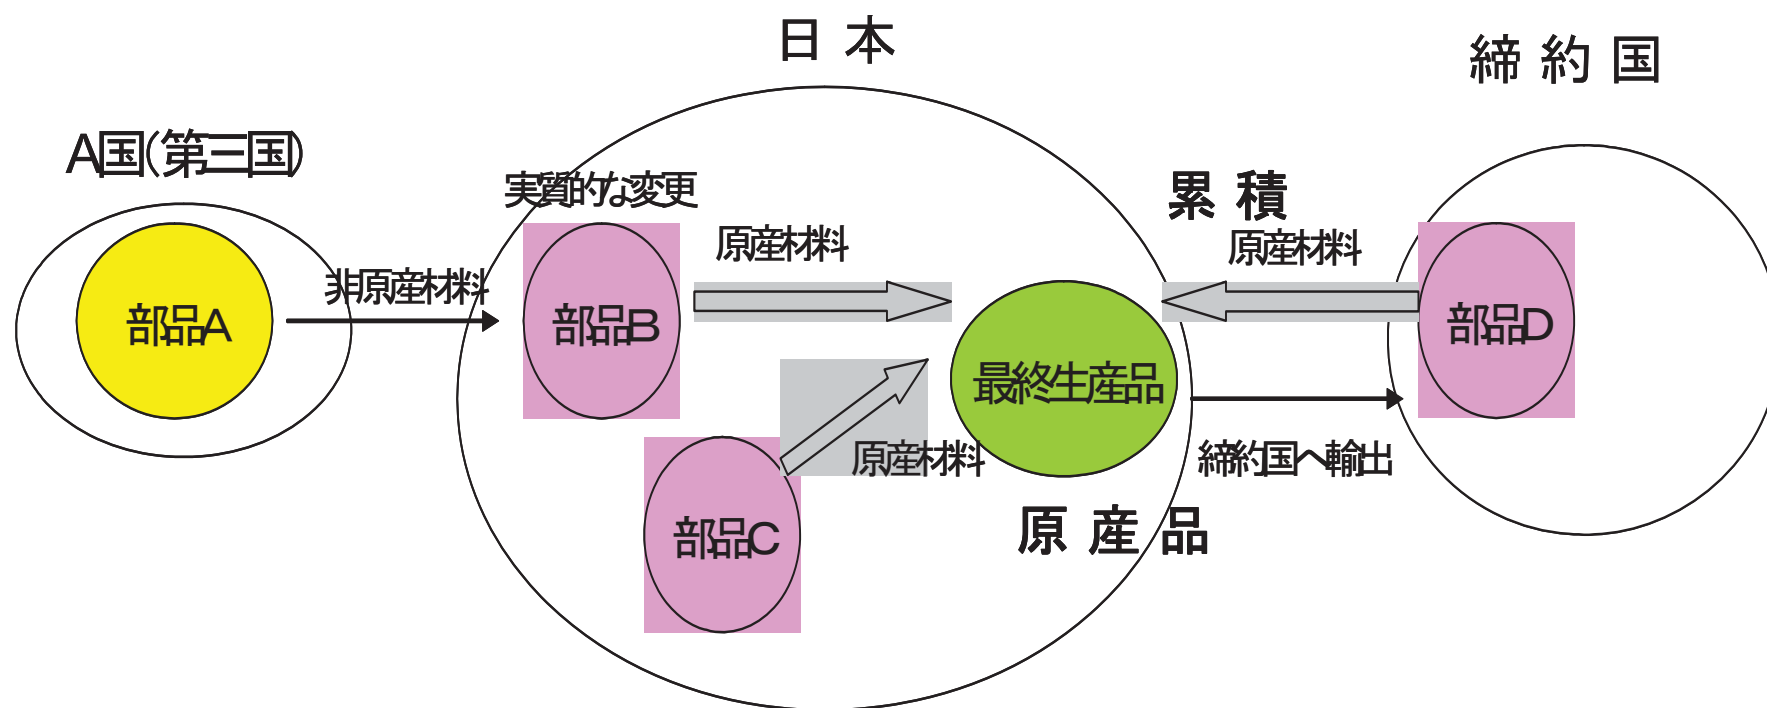 日本
締約国
A国(第三国)
実質的な変更
累積
原産材料
原産材料
非原産材料
部品A
部品B
部品D
最終生産品
原産材料
締約国へ輸出
原産品
部品C